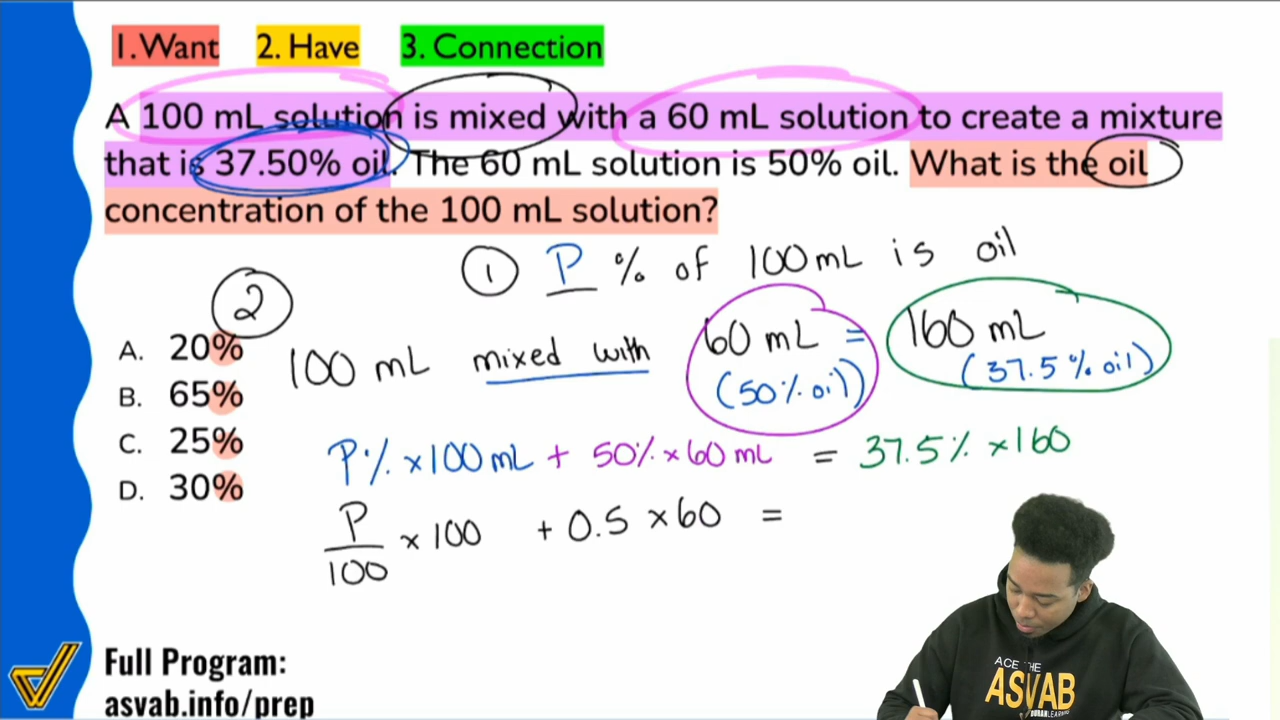 1. Want 2. Have 3. Connection
A 100 mL solution is mixed with a 60 mL solution to create a mixture
that is 37.50% oil. The 60 mL solution is 50% oil. What is the oil
concentration of the 100 mL solution?
① P % of 100 mL is oil
②
A. 20%
B. 65%
C. 25%
D. 30%
100 mL mixed with 60 mL = 160 mL
(50% oil) (37.5% oil)
P% × 100 mL + 50% × 60 mL = 37.5% × 160
P/100 × 100 + 0.5 × 60 =
ACE THE
ASVAB
Full Program:
asvab.info/prep